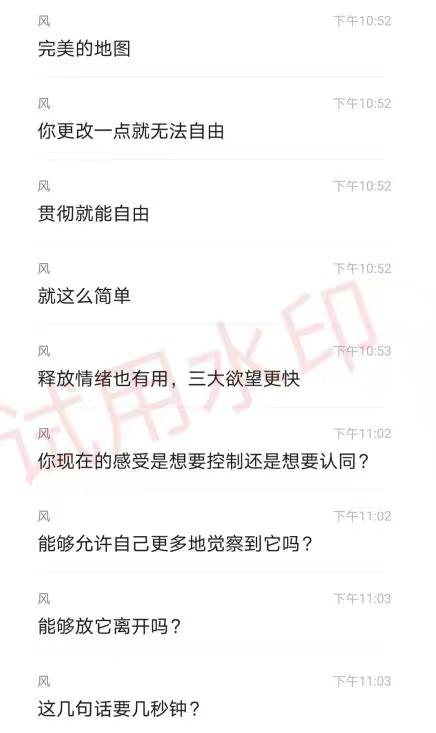 风 下午10:52
完美的地图
风 下午10:52
你更改一点就无法自由
风 下午10:52
贯彻就能自由
风 下午10:52
就这么简单
风 下午10:53
释放情绪也有用，三大欲望更快
风 下午11:02
你现在的感受是想要控制还是想要认同？
风 下午11:02
能够允许自己更多地觉察到它吗？
风 下午11:03
能够放它离开吗？
风 下午11:03
这几句话要几秒钟？
试用水印